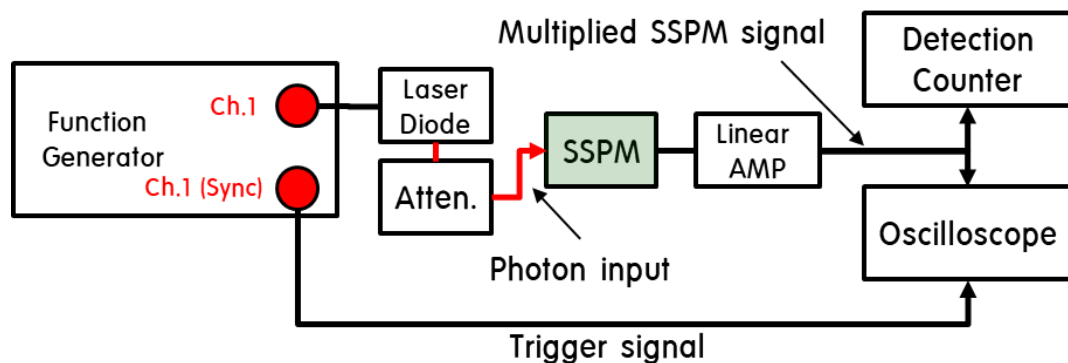 Multiplied SSPM signal
Detection
Counter
Function
Generator
Ch.1
Ch.1 (Sync)
Laser
Diode
Atten.
SSPM
Linear
AMP
Oscilloscope
Photon input
Trigger signal